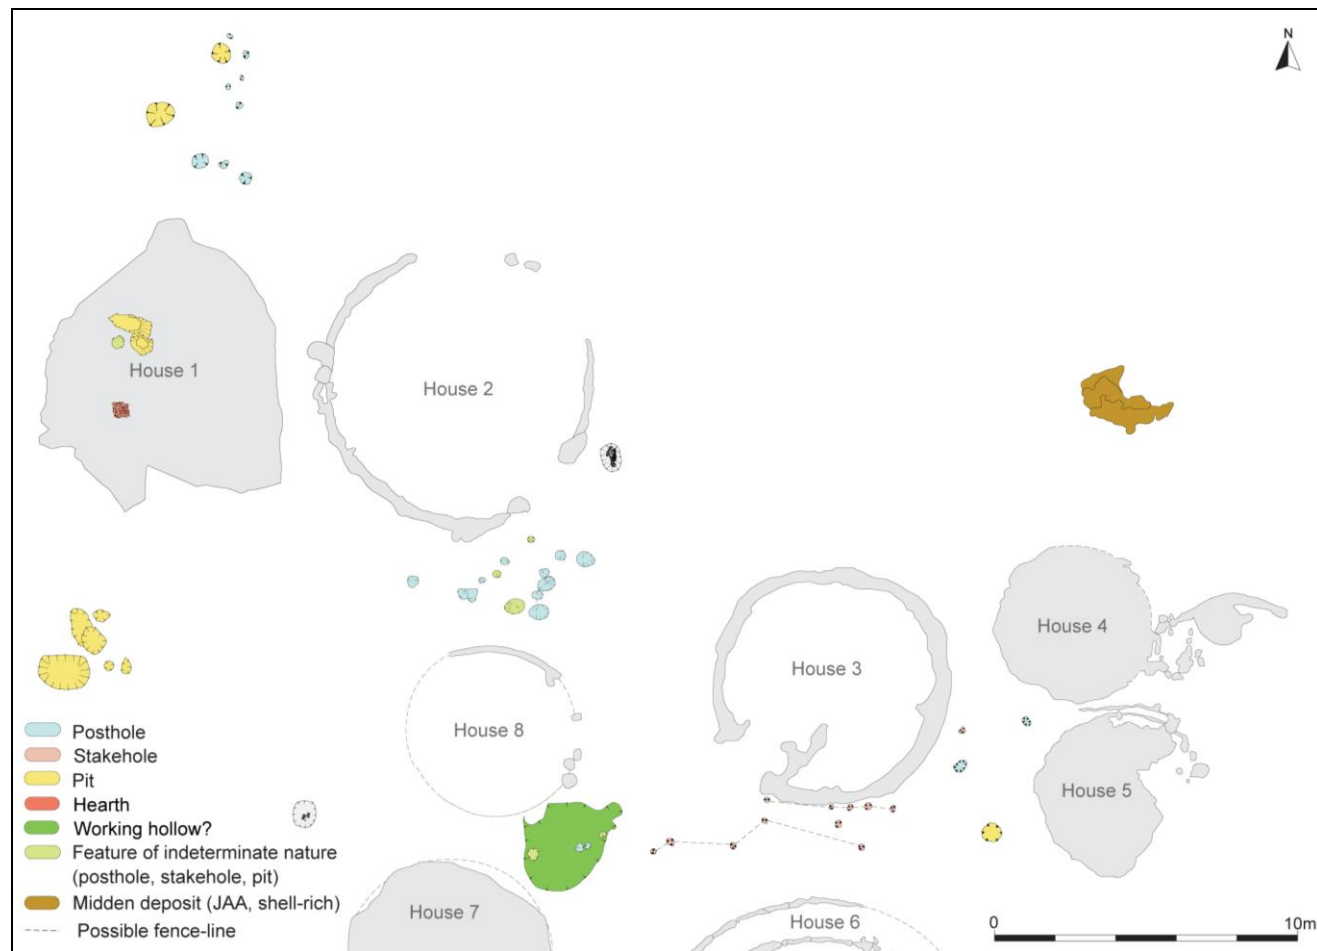 N
House 1
House 2
House 4
House 3
House 8
Posthole
Stakehole
Pit
House 5
Hearth
Working hollow?
Feature of indeterminate nature
(posthole, stakehole, pit)
Midden deposit (JAA, shell-rich)
House 7
House 6
0
10m
Possible fence-line